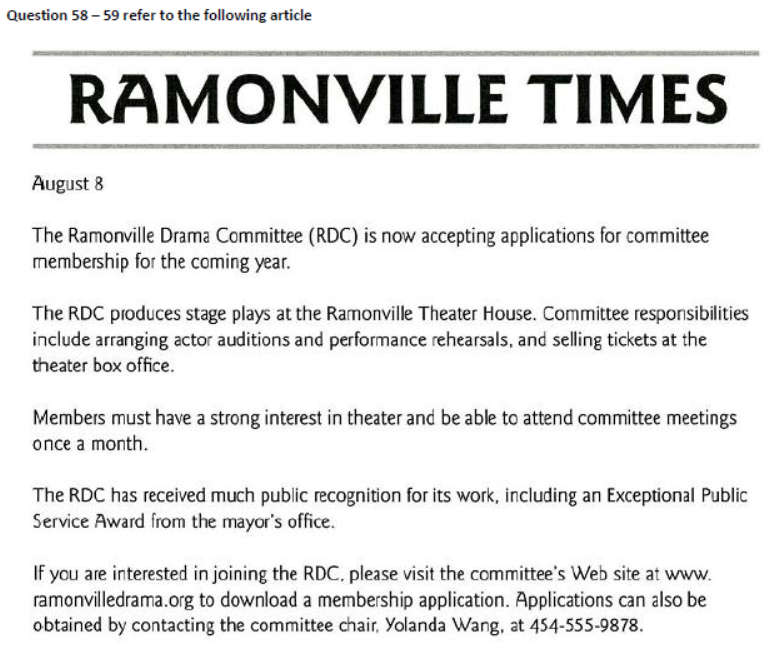 Question 58 – 59 refer to the following article
RAMONVILLE TIMES
August 8
The Ramonville Drama Committee (RDC) is now accepting applications for committee
membership for the coming year.
The RDC produces stage plays at the Ramonville Theater House. Committee responsibilities
include arranging actor auditions and performance rehearsals, and selling tickets at the
theater box office.
Members must have a strong interest in theater and be able to attend committee meetings
once a month.
The RDC has received much public recognition for its work, including an Exceptional Public
Service Award from the mayor's office.
If you are interested in joining the RDC, please visit the committee's Web site at www.
ramonvilledrama.org to download a membership application. Applications can also be
obtained by contacting the committee chair, Yolanda Wang, at 454-555-9878.